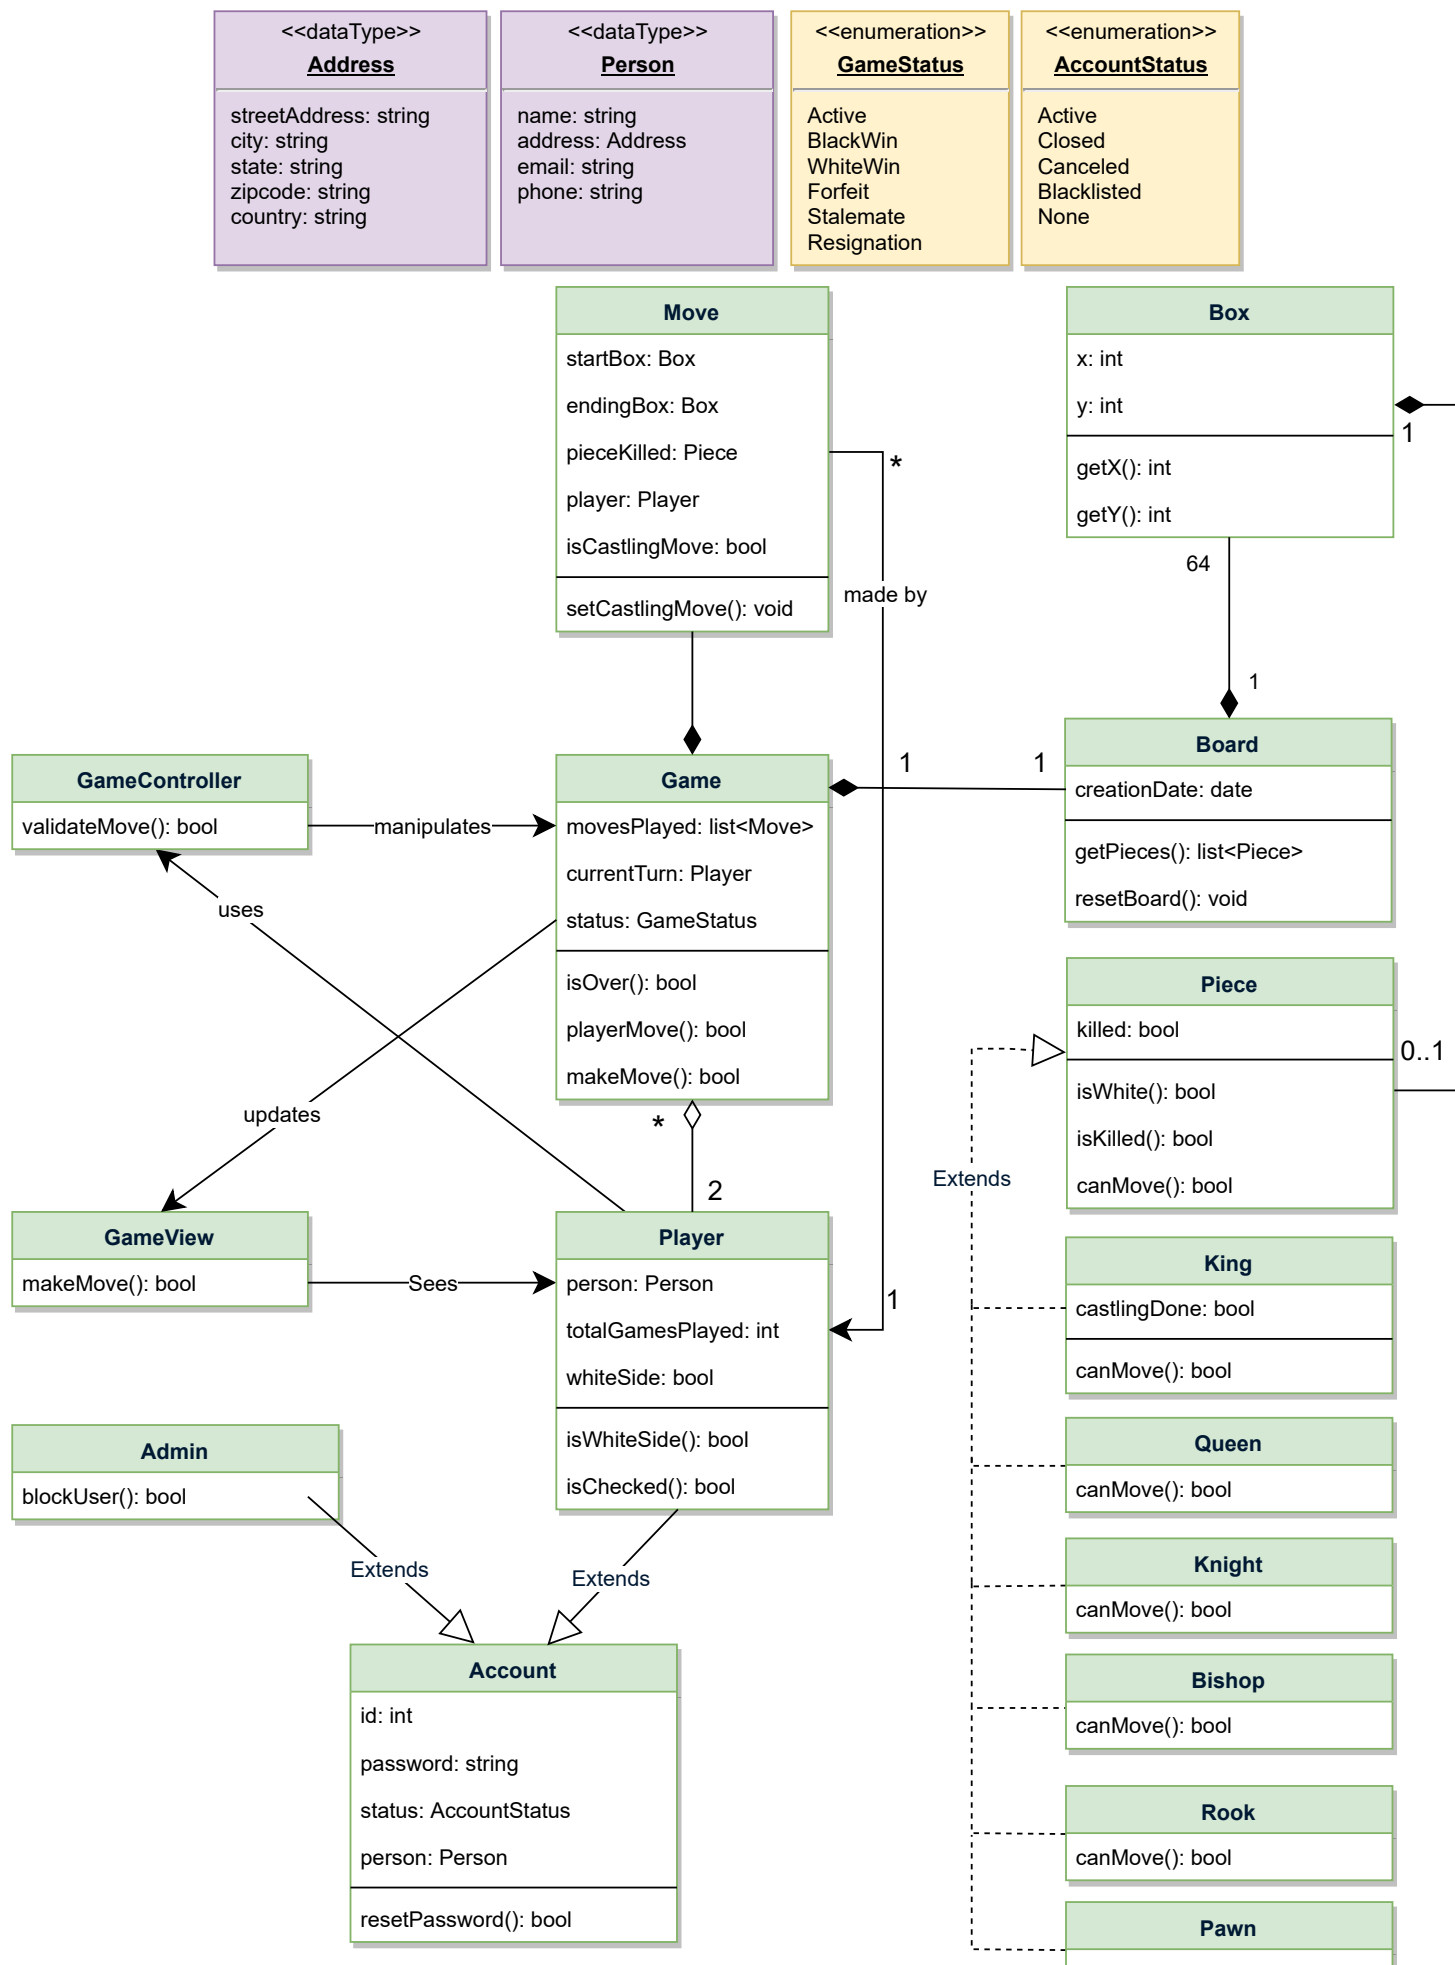 <<dataType>>
Address
streetAddress: string
city: string
state: string
zipcode: string
country: string
<<dataType>>
Person
name: string
address: Address
email: string
phone: string
<<enumeration>>
GameStatus
Active
BlackWin
WhiteWin
Forfeit
Stalemate
Resignation
<<enumeration>>
AccountStatus
Active
Closed
Canceled
Blacklisted
None
Move
startBox: Box
endingBox: Box
pieceKilled: Piece
player: Player
isCastlingMove: bool
setCastlingMove(): void
*
made by
1
Box
x: int
y: int
getX(): int
getY(): int
1
64
1
Board
creationDate: date
getPieces(): list<Piece>
resetBoard(): void
GameController
validateMove(): bool
manipulates
uses
updates
Game
movesPlayed: list<Move>
currentTurn: Player
status: GameStatus
isOver(): bool
playerMove(): bool
makeMove(): bool
1
1
*
2
GameView
makeMove(): bool
Sees
Player
person: Person
totalGamesPlayed: int
whiteSide: bool
isWhiteSide(): bool
isChecked(): bool
Admin
blockUser(): bool
Extends
Extends
Account
id: int
password: string
status: AccountStatus
person: Person
resetPassword(): bool
Piece
killed: bool
isWhite(): bool
isKilled(): bool
canMove(): bool
0..1
Extends
King
castlingDone: bool
canMove(): bool
Queen
canMove(): bool
Knight
canMove(): bool
Bishop
canMove(): bool
Rook
canMove(): bool
Pawn